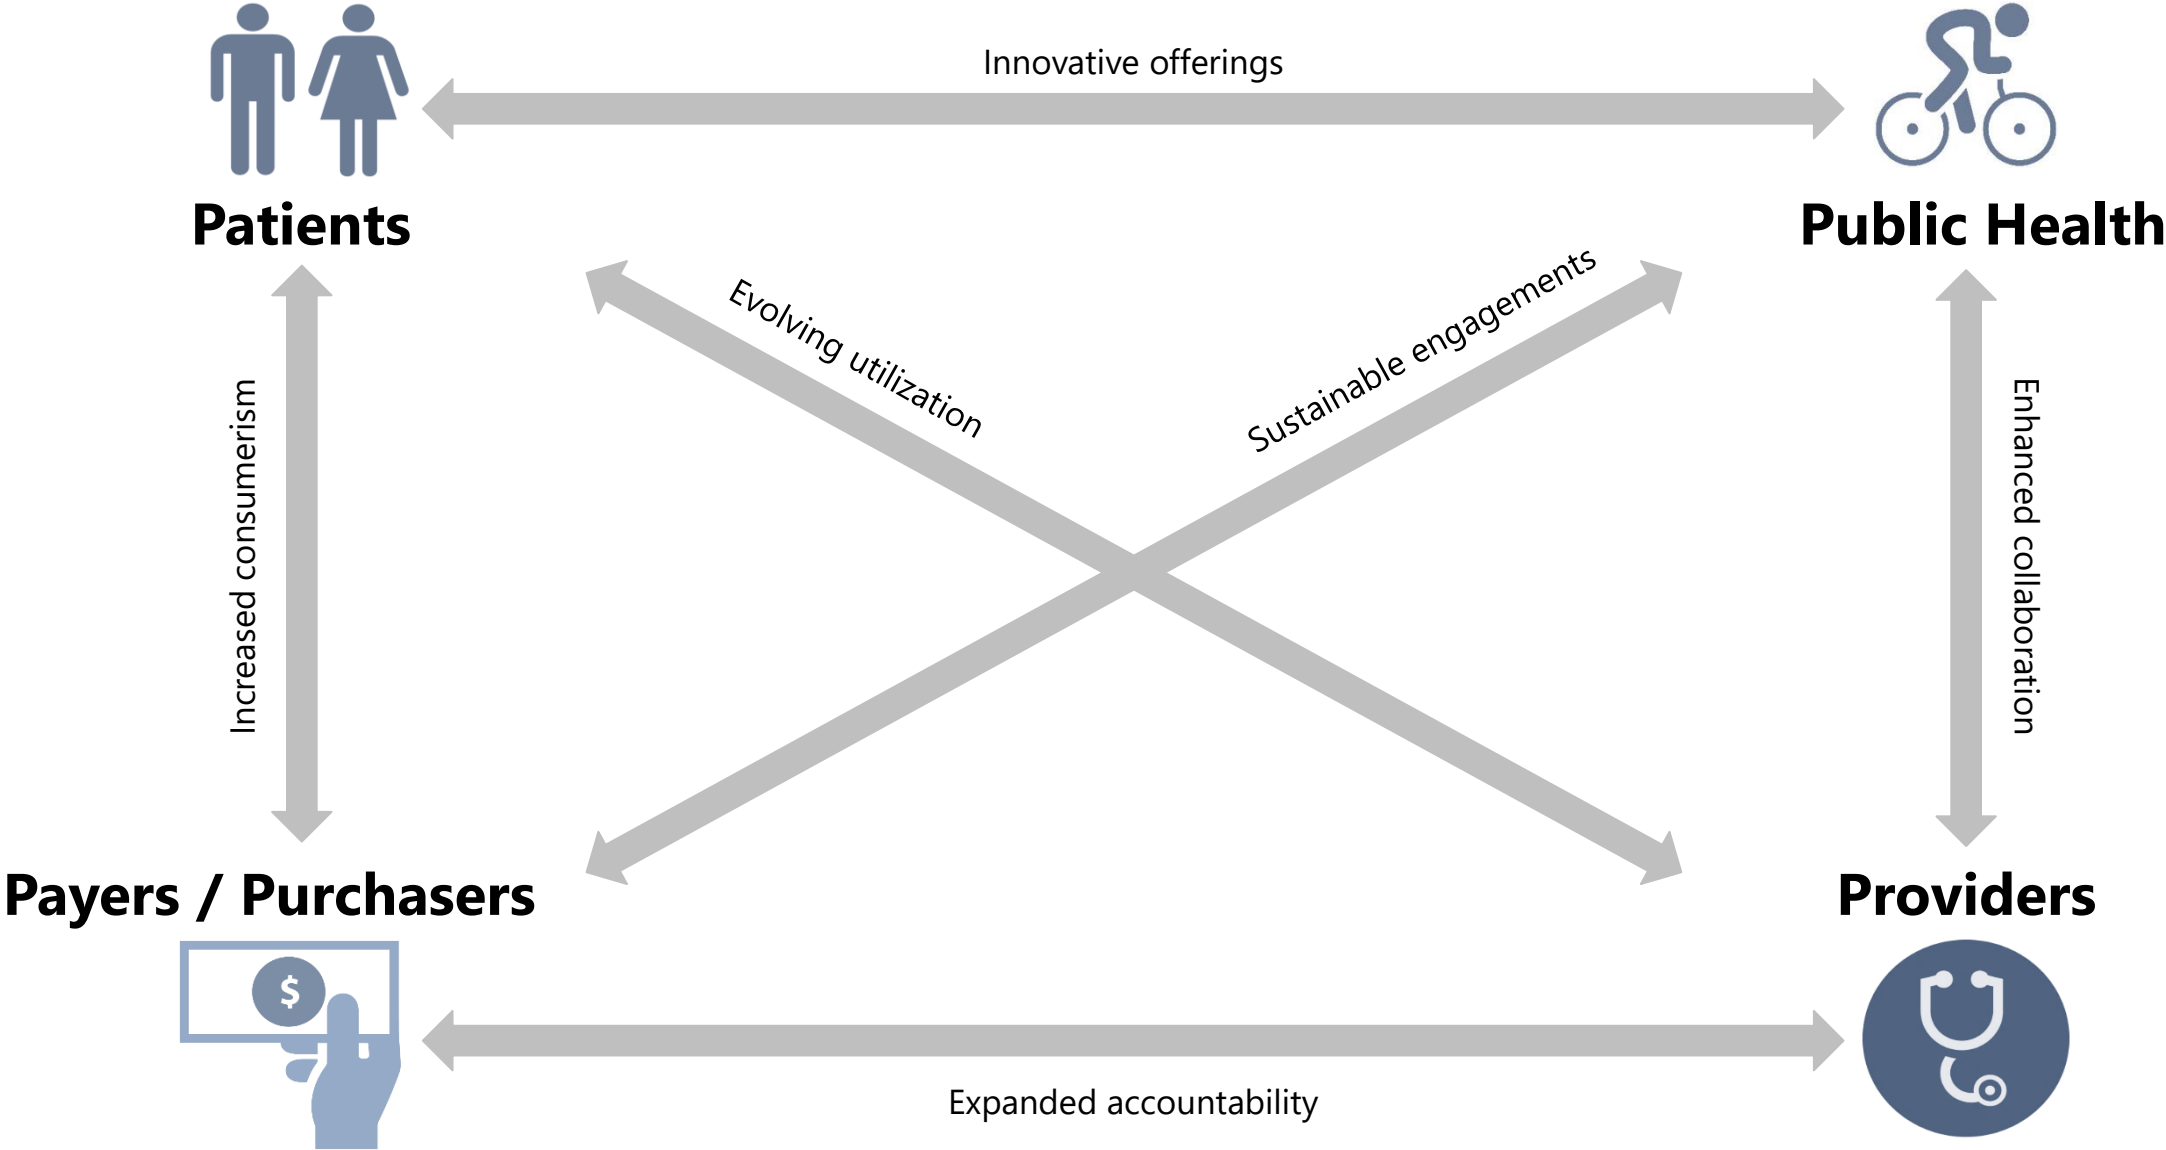 Innovative offerings
Patients
Public Health
Evolving utilization
Sustainable engagements
Increased consumerism
Enhanced collaboration
Payers / Purchasers
Providers
$
Expanded accountability